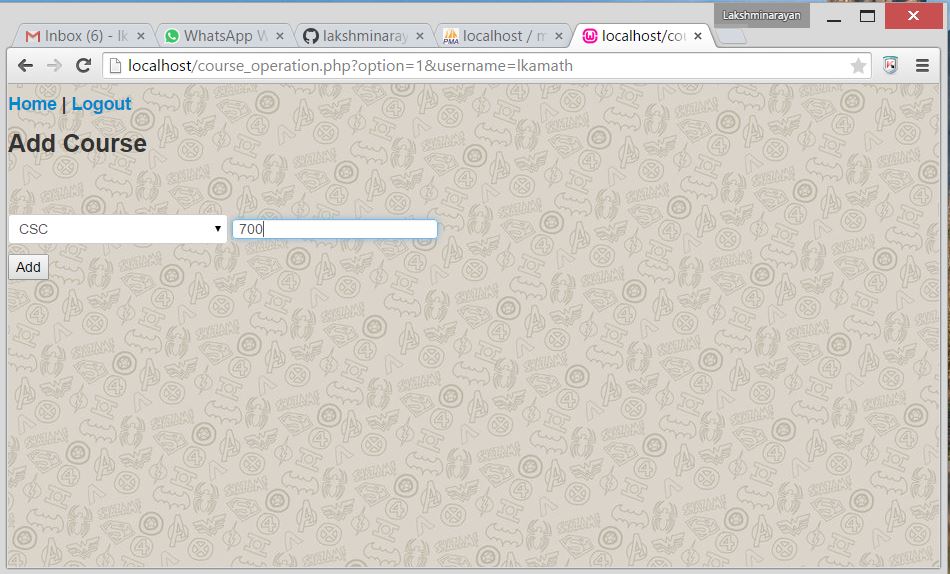 Lakshminarayan
Inbox (6) - lk
WhatsApp W
lakshminaray
PMA localhost / m
localhost/cou
localhost/course_operation.php?option=1&username=lkamath
Home | Logout
Add Course
CSC 700
Add